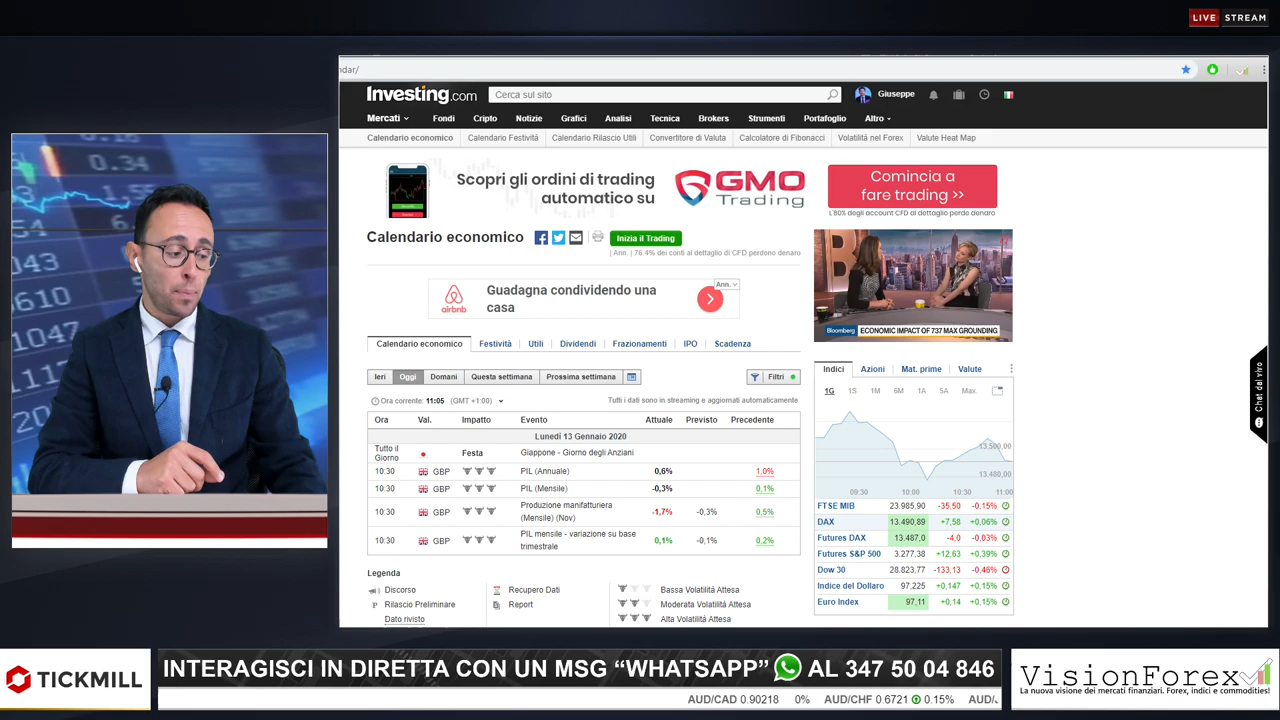 LIVE STREAM
ndar/
Investing.com
Cerca sul sito
Giuseppe
Mercati Fondi Cripto Notizie Grafici Analisi Tecnica Brokers Strumenti Portafoglio Altro
Calendario economico Calendario Festività Calendario Rilascio Utili Convertitore di Valuta Calcolatore di Fibonacci Volatilità nel Forex Valute Heat Map
Scopri gli ordini di trading
automatico su
GMO
Trading
Comincia a
fare trading >>
L'80% degli account CFD al dettaglio perde denaro
Calendario economico
Inizia il Trading
| Ann. | 76.4% dei conti al dettaglio di CFD perdono denaro
airbnb
Guadagna condividendo una
casa
Ann.
Bloomberg ECONOMIC IMPACT OF 737 MAX GROUNDING
Calendario economico Festività Utili Dividendi Frazionamenti IPO Scadenza
Ieri Oggi Domani Questa settimana Prossima settimana Filtri
Ora corrente: 11:05 (GMT +1:00)
Tutti i dati sono in streaming e aggiornati automaticamente
Ora Val. Impatto Evento Attuale Previsto Precedente
Lunedì 13 Gennaio 2020
Tutto il
Giorno
Festa Giappone - Giorno degli Anziani
10:30 GBP PIL (Annuale) 0,6% 1,0%
10:30 GBP PIL (Mensile) -0,3% 0,1%
10:30 GBP Produzione manifatturiera
(Mensile) (Nov) -1,7% -0,3% 0,5%
10:30 GBP PIL mensile - variazione su base
trimestrale 0,1% -0,1% 0,2%
Legenda
Discorso Recupero Dati Bassa Volatilità Attesa
P Rilascio Preliminare Report Moderata Volatilità Attesa
Dato rivisto Alta Volatilità Attesa
Indici Azioni Mat. prime Valute
1G 1S 1M 6M 1A 5A Max.
13.500,00
13.480,00
09:30 10:00 10:30 11:00
FTSE MIB 23.985,90 -35,50 -0,15%
DAX 13.490,89 +7,58 +0,06%
Futures DAX 13.487,0 -4,0 -0,03%
Futures S&P 500 3.277,38 +12,63 +0,39%
Dow 30 28.823,77 -133,13 -0,46%
Indice del Dollaro 97,225 +0,147 +0,15%
Euro Index 97,11 +0,14 +0,15%
Chat dal vivo
TICKMILL
INTERAGISCI IN DIRETTA CON UN MSG “WHATSAPP” AL 347 50 04 846
AUD/CAD 0.90218 0% AUD/CHF 0.6721 0.15% AUD/
VisionForex
La nuova visione dei mercati finanziari. Forex, indici e commodities!